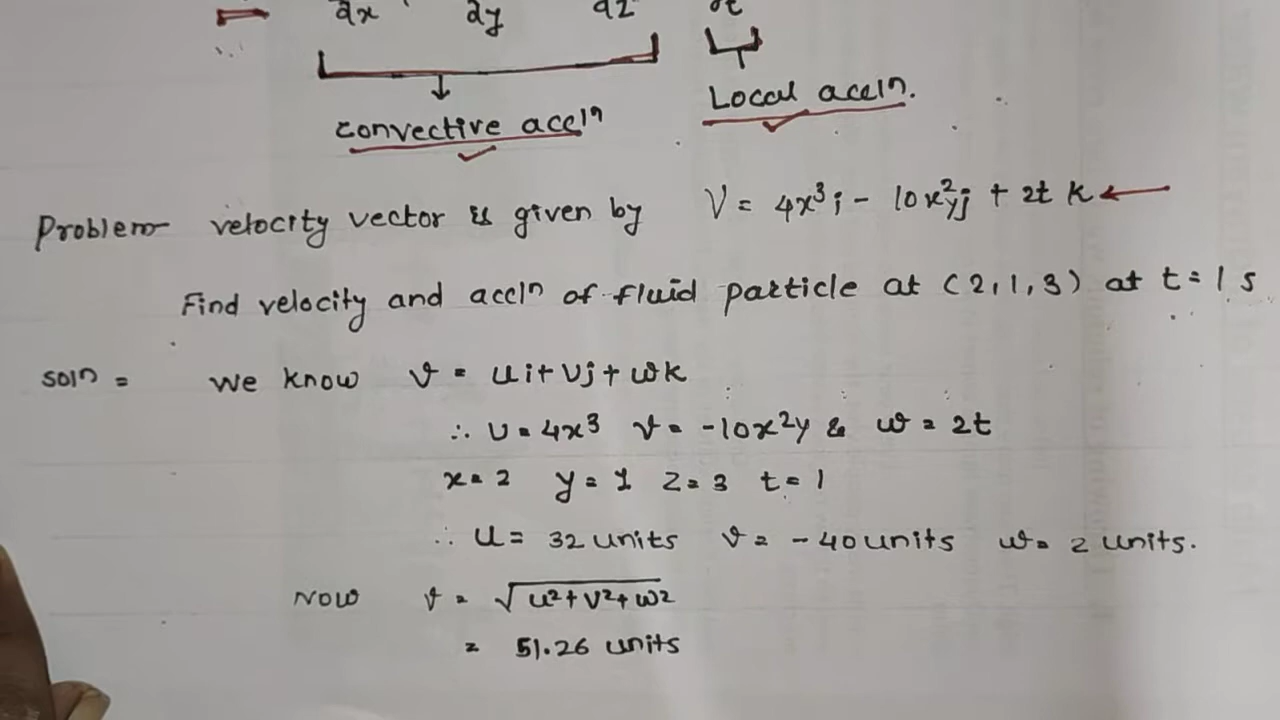 ∂x ∂y ∂z ∂t
convective accln Local accln.
Problem- velocity vector is given by V = 4x³i - 10x²yj + 2t k
Find velocity and accln of fluid particle at (2,1,3) at t=1 s
soln = we know v = ui+vj+wk
∴ u = 4x³ v = -10x²y & w = 2t
x=2 y=1 z=3 t=1
∴ u = 32 units v = -40 units w= 2 units.
NOW v = √u²+v²+w²
= 51.26 units